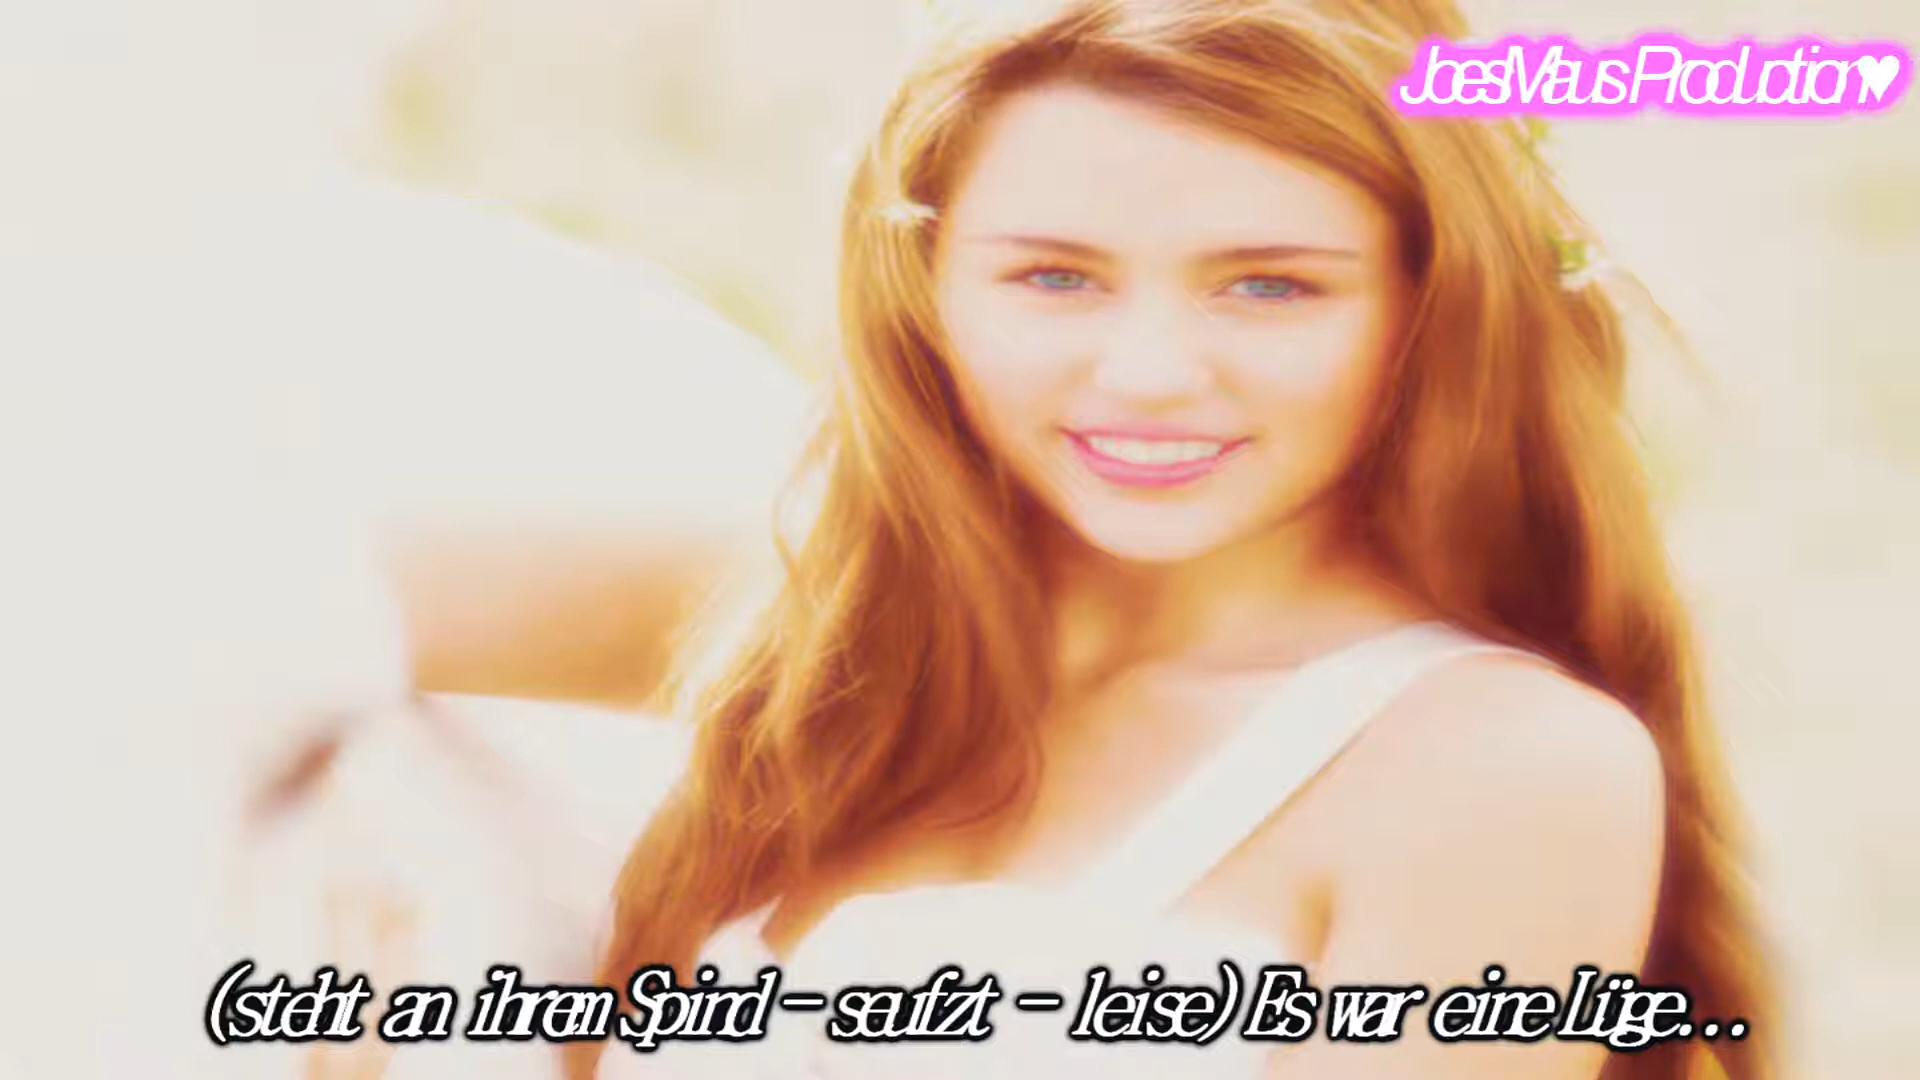 JoesMausProduction♥
(steht an ihrem Spind - seufzt - leise) Es war eine Lüge...